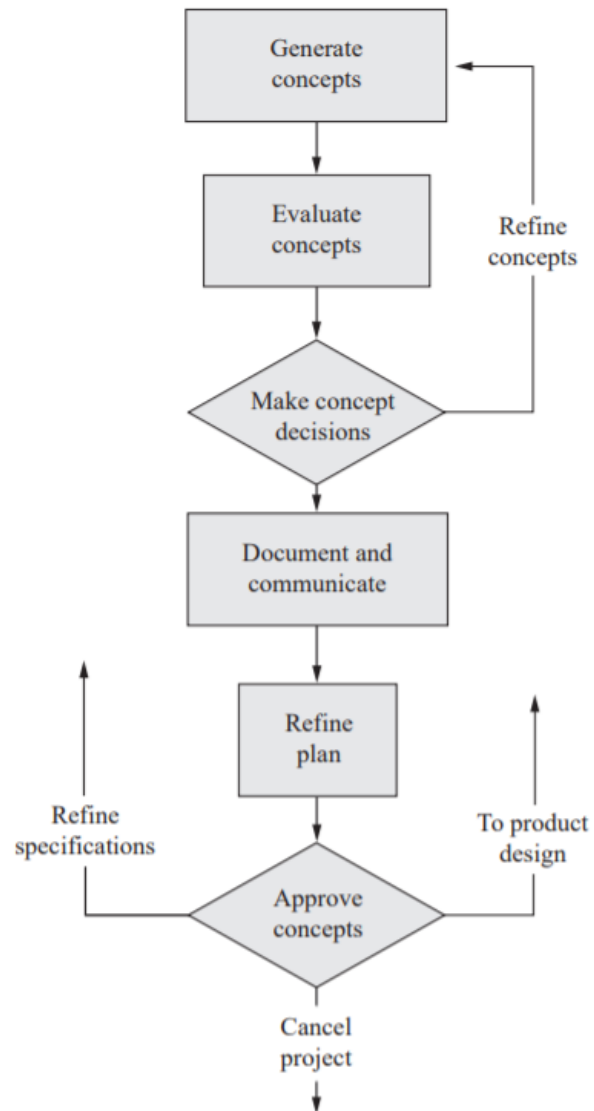 Generate
concepts
Evaluate
concepts
Refine
concepts
Make concept
decisions
Document and
communicate
Refine
plan
Refine
specifications
To product
design
Approve
concepts
Cancel
project